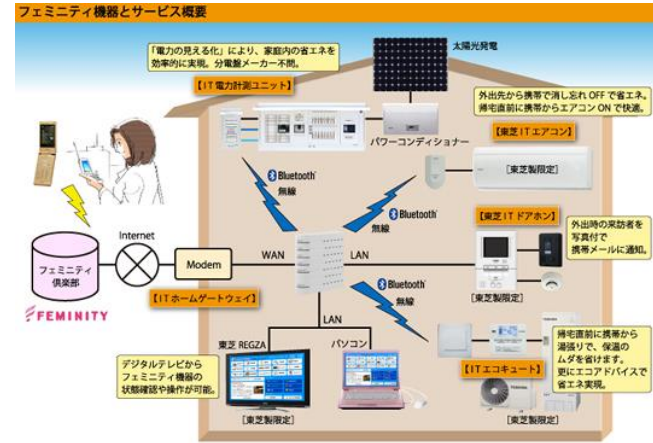 フェミニティ機器とサービス概要
「電力の見える化」により、家庭内の省エネを
効率的に実現。分電盤メーカー不問。
【IT電力計測ユニット】
太陽光発電
パワーコンディショナー
外出先から携帯で消し忘れOFFで省エネ。
帰宅直前に携帯からエアコンONで快適。
【東芝ITエアコン】
[東芝製限定]
Bluetooth
無線
Bluetooth
無線
【東芝ITドアホン】
外出時の来訪者を
写真付で
携帯メールに通知。
[東芝製限定]
Internet
フェミニティ
倶楽部
FEMINITY
Modem
WAN
LAN
【ITホームゲートウェイ】
Bluetooth
無線
LAN
東芝 REGZA
パソコン
デジタルテレビから
フェミニティ機器の
状態確認や操作が可能。
[東芝製限定]
【ITエコキュート】
帰宅直前に携帯から
湯張りで、保温の
ムダを省けます。
更にエコアドバイスで
省エネ実現。
[東芝製限定]